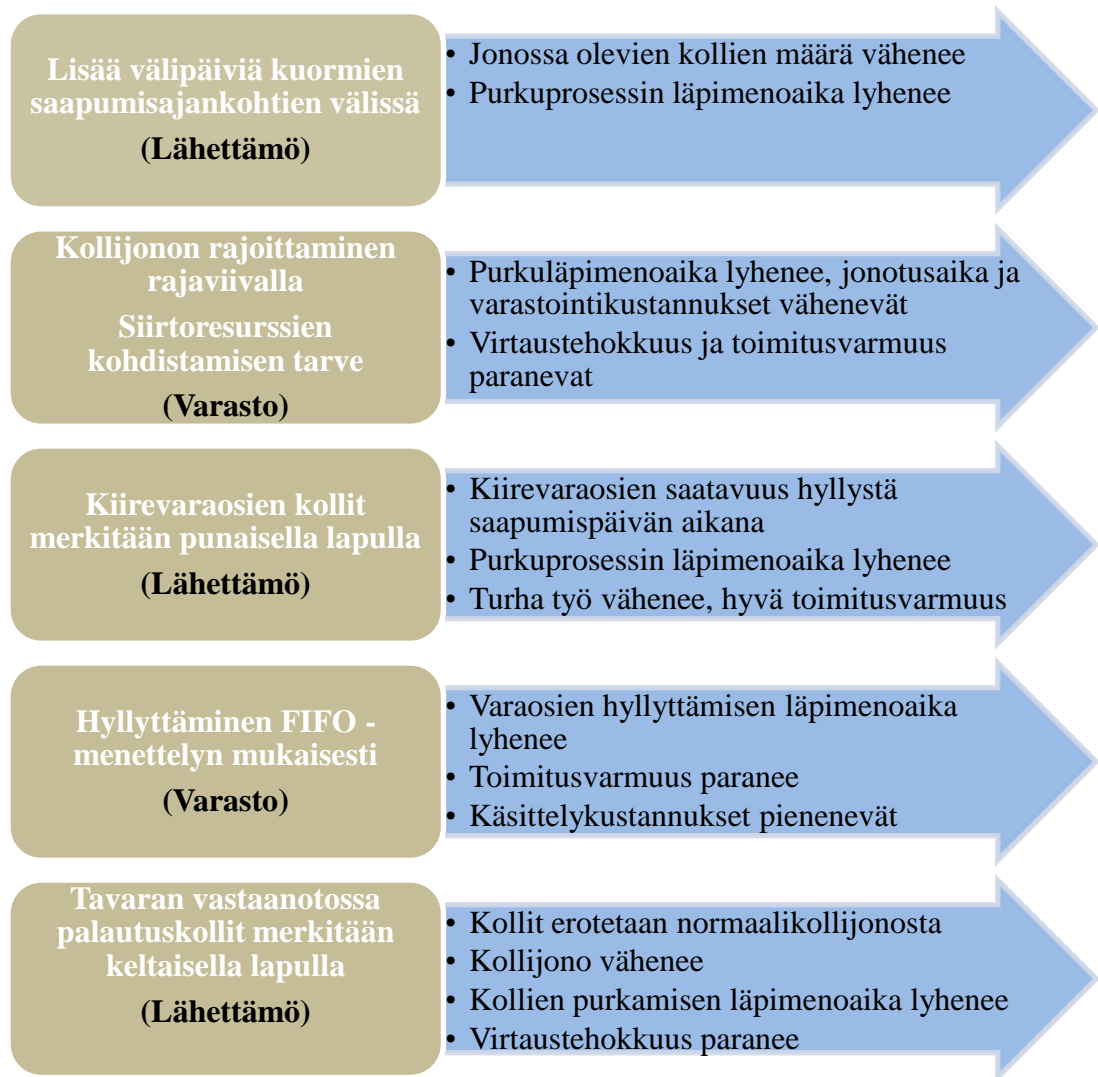 Lisää välipäiviä kuormien
saapumisajankohtien välissä
(Lähettämö)
• Jonossa olevien kollien määrä vähenee
• Purkuprosessin läpimenoaika lyhenee
Kollijonon rajoittaminen
rajaviivalla
Siirtoresurssien
kohdistamisen tarve
(Varasto)
• Purkuläpimenoaika lyhenee, jonotusaika ja
varastointikustannukset vähenevät
• Virtaustehokkuus ja toimitusvarmuus
paranevat
Kiirevaraosien kollit
merkitään punaisella lapulla
(Lähettämö)
• Kiirevaraosien saatavuus hyllystä
saapumispäivän aikana
• Purkuprosessin läpimenoaika lyhenee
• Turha työ vähenee, hyvä toimitusvarmuus
Hyllyttäminen FIFO -
menettelyn mukaisesti
(Varasto)
• Varaosien hyllyttämisen läpimenoaika
lyhenee
• Toimitusvarmuus paranee
• Käsittelykustannukset pienenevät
Tavaran vastaanotossa
palautuskollit merkitään
keltaisella lapulla
(Lähettämö)
• Kollit erotetaan normaalikollijonosta
• Kollijono vähenee
• Kollien purkamisen läpimenoaika lyhenee
• Virtaustehokkuus paranee